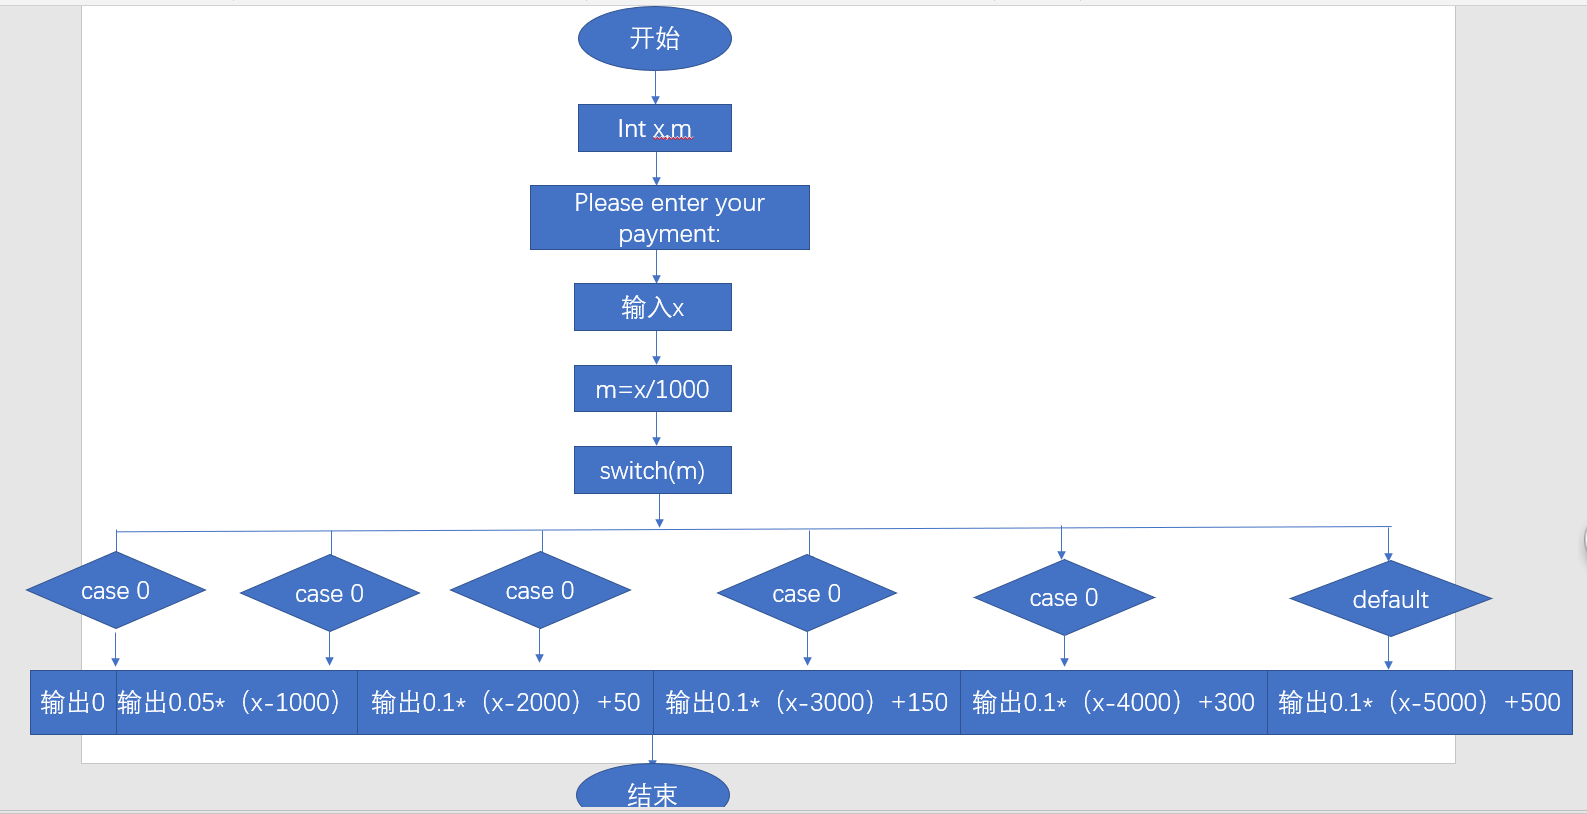 开始
Int x,m
Please enter your
payment:
输入x
m=x/1000
switch(m)
case 0
case 0
case 0
case 0
case 0
default
输出0
输出0.05*（x-1000）
输出0.1*（x-2000）+50
输出0.1*（x-3000）+150
输出0.1*（x-4000）+300
输出0.1*（x-5000）+500
结束